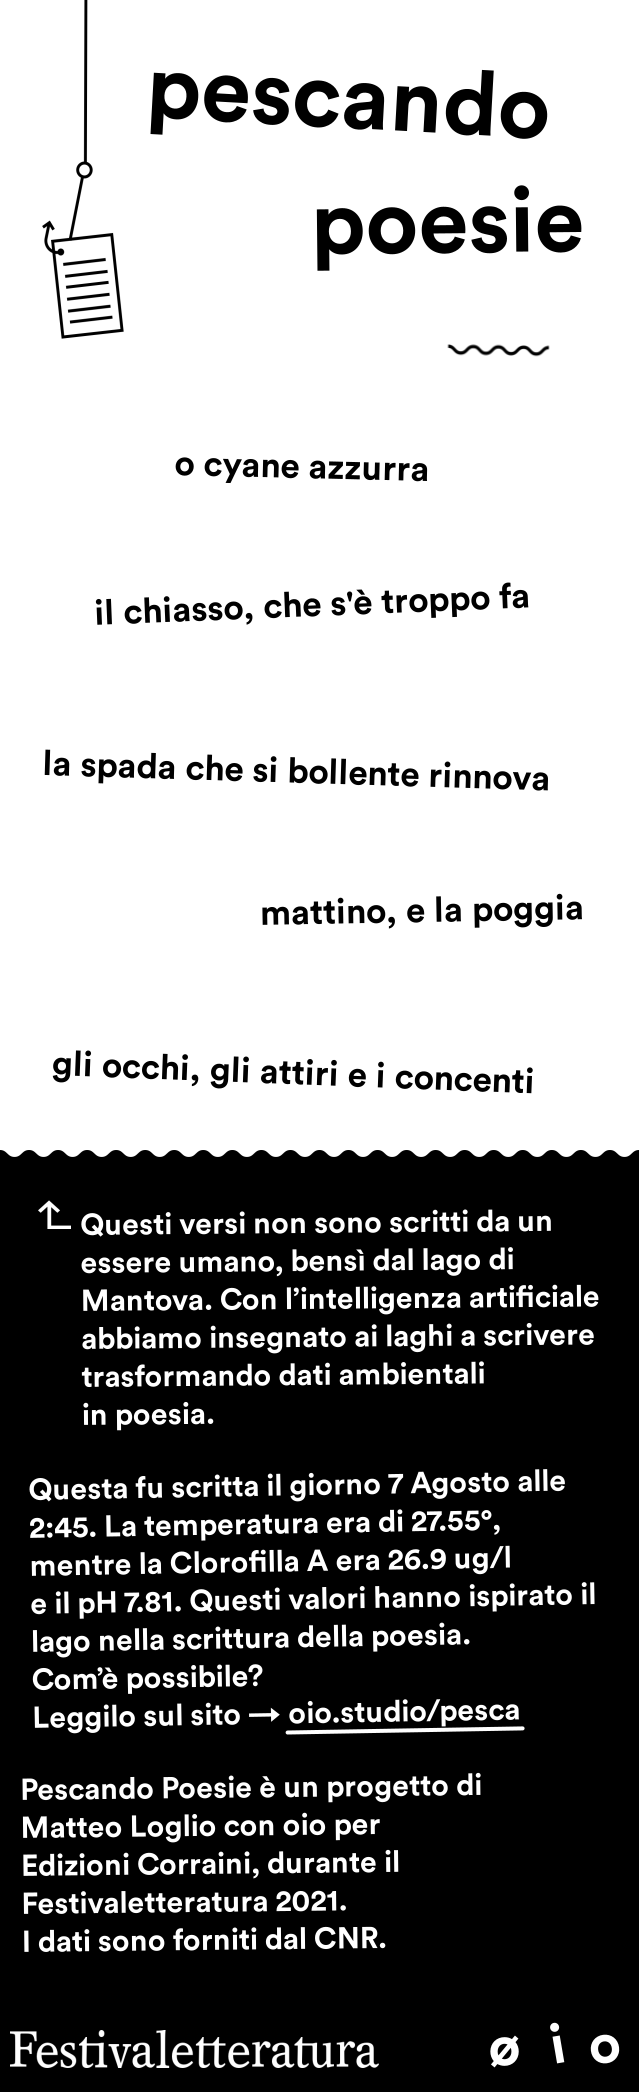 pescando
poesie
o cyane azzurra
il chiasso, che s'è troppo fa
la spada che si bollente rinnova
mattino, e la poggia
gli occhi, gli attiri e i concenti
Questi versi non sono scritti da un
essere umano, bensì dal lago di
Mantova. Con l’intelligenza artificiale
abbiamo insegnato ai laghi a scrivere
trasformando dati ambientali
in poesia.
Questa fu scritta il giorno 7 Agosto alle
2:45. La temperatura era di 27.55°,
mentre la Clorofilla A era 26.9 ug/l
e il pH 7.81. Questi valori hanno ispirato il
lago nella scrittura della poesia.
Com’è possibile?
Leggilo sul sito → oio.studio/pesca
Pescando Poesie è un progetto di
Matteo Loglio con oio per
Edizioni Corraini, durante il
Festivaletteratura 2021.
I dati sono forniti dal CNR.
Festivaletteratura ø i o